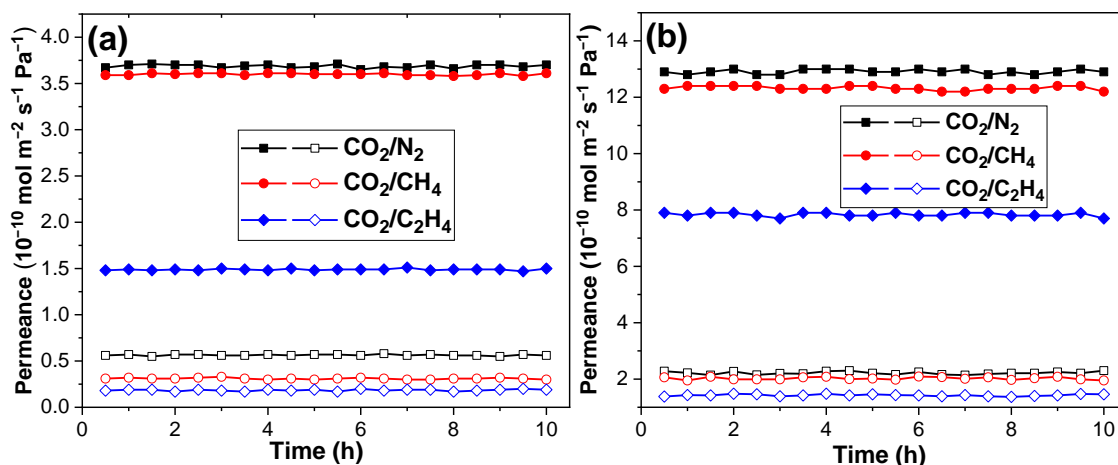 (a)
Permeance (10⁻¹⁰ mol m⁻² s⁻¹ Pa⁻¹)
4.0
3.5
3.0
2.5
2.0
1.5
1.0
0.5
0.0
CO₂/N₂
CO₂/CH₄
CO₂/C₂H₄
0 2 4 6 8 10
Time (h)
(b)
Permeance (10⁻¹⁰ mol m⁻² s⁻¹ Pa⁻¹)
14
12
10
8
6
4
2
CO₂/N₂
CO₂/CH₄
CO₂/C₂H₄
0 2 4 6 8 10
Time (h)